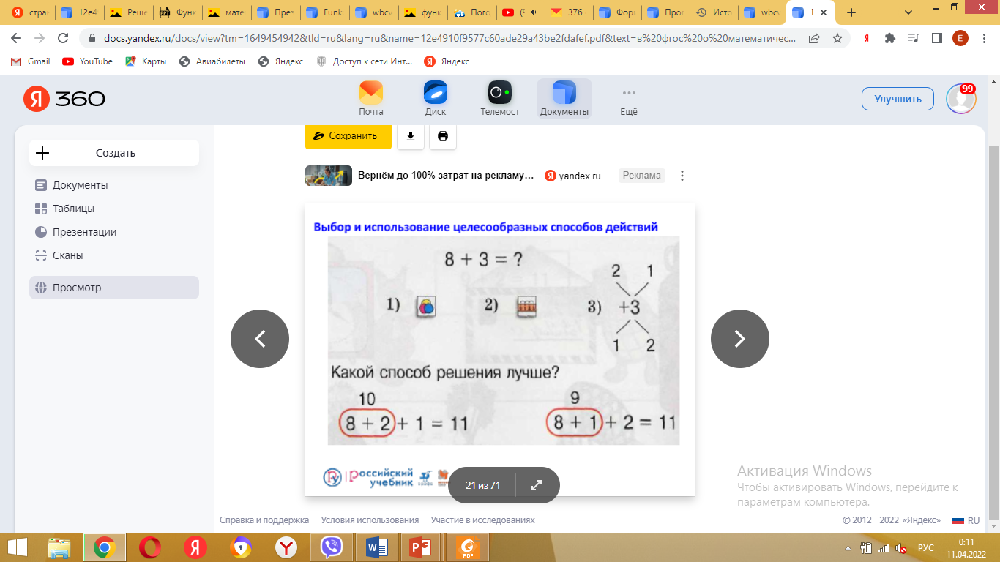 стран
12e4
Реше
Функ
мате
През
Funk
wbcv
функ
Пого
(9
376
Фор
Прог
Исто
wbcv
1
docs.yandex.ru/docs/view?tm=1649454942&tld=ru&lang=ru&name=12e4910f9577c60ade29a43be2fdafef.pdf&text=в%20фгос%20о%20математичес...
Gmail
YouTube
Карты
Авиабилеты
Яндекс
Доступ к сети Инт...
Яндекс
Я 360
Почта
Диск
Телемост
Документы
Ещё
Улучшить
99
Создать
Документы
Таблицы
Презентации
Сканы
Просмотр
Сохранить
Вернём до 100% затрат на рекламу...
yandex.ru
Реклама
Выбор и использование целесообразных способов действий
8 + 3 = ?
2 1
1)
2)
3) +3
1 2
Какой способ решения лучше?
10
9
8 + 2 + 1 = 11
8 + 1 + 2 = 11
Российский
учебник
21 из 71
Активация Windows
Чтобы активировать Windows, перейдите к
параметрам компьютера.
Справка и поддержка
Условия использования
Участие в исследованиях
© 2012—2022 «Яндекс»
RU
РУС
0:11
11.04.2022